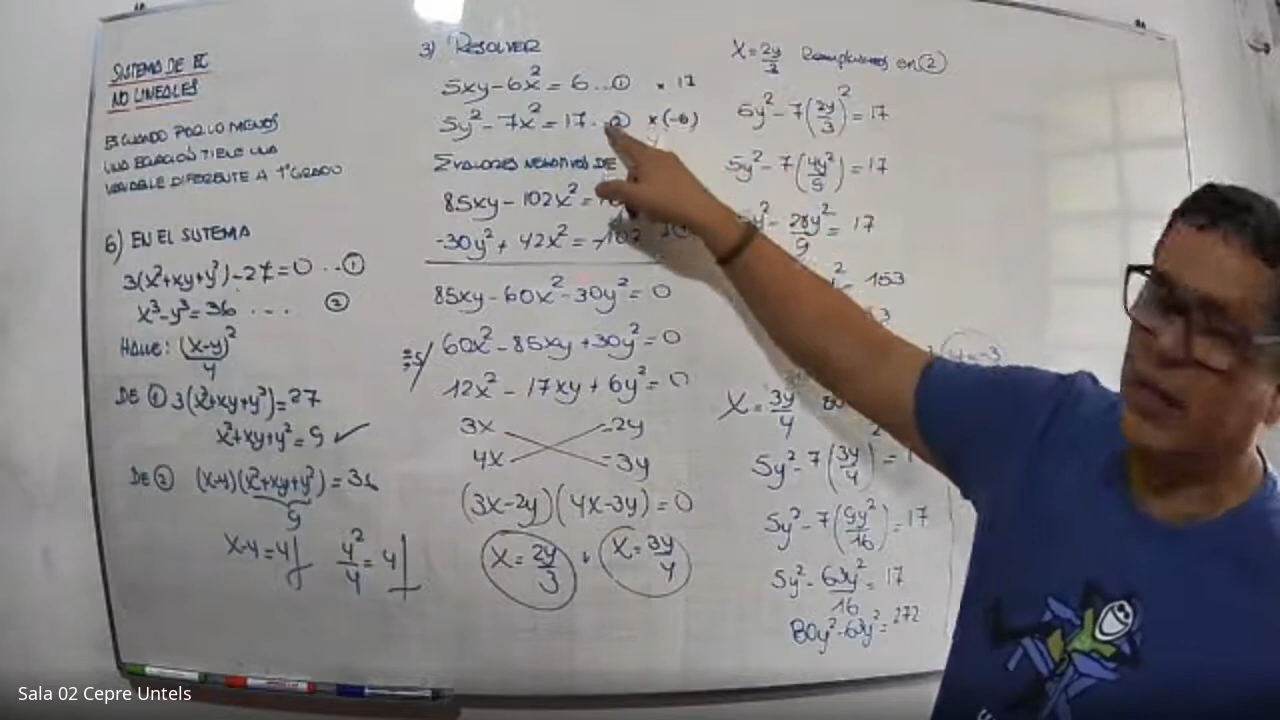 SISTEMA DE EC
NO LINEALES
ES CUANDO POR LO MENOS
UNA ECUACIÓN TIENE UNA
VARIABLE DIFERENTE A 1° GRADO
6) EN EL SISTEMA
3(x²+xy+y²)-27=0 ...①
x³-y³=36 ... ②
HALLE: (x-y)²/4
DE ① 3(x²+xy+y²)=27
x²+xy+y²=9 ✓
DE ② (x-y)(x²+xy+y²)=36
9
x-y=4 4²/4=4
3) RESOLVER
5xy-6x²=6...① x 17
5y²-7x²=17...② x(-6)
Σ VALORES NEGATIVOS DE
85xy-102x²=
-30y²+42x²=-102
85xy-60x²-30y²=0
60x²-85xy+30y²=0
÷5/
12x²-17xy+6y²=0
3x -2y
4x -3y
(3x-2y)(4x-3y)=0
x=2y/3 x=3y/4
x=2y/3 Reemplazamos en ②
5y²-7(2y/3)²=17
5y²-7(4y²/9)=17
28y²/9=17
153
y=-3
x=3y/4
5y²-7(3y/4)²=
5y²-7(9y²/16)=17
5y²-63y²/16=17
80y²-63y²=272
Sala 02 Cepre Untels